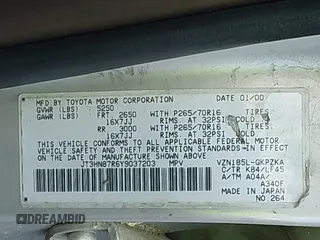 MFD. BY TOYOTA MOTOR CORPORATION DATE 01/00
GVWR (LBS) 5250
GAWR (LBS) FRT 2650 WITH P265/70R16 TIRES
16X7JJ RIMS AT 32PSI COLD
RR 3000 WITH P265/70R16 TIRES
16X7JJ RIMS AT 32PSI COLD
THIS VEHICLE CONFORMS TO ALL APPLICABLE FEDERAL MOTOR
VEHICLE SAFETY AND THEFT PREVENTION STANDARDS IN EFFECT
ON THE DATE OF MANUFACTURE SHOWN ABOVE.
JT3HN87R6Y9037203 MPV VZN185L-GKPZKA
C/TR KB4/LF45
A/TM A04A
A340F
MADE IN JAPAN
NO.264
DIDFAX